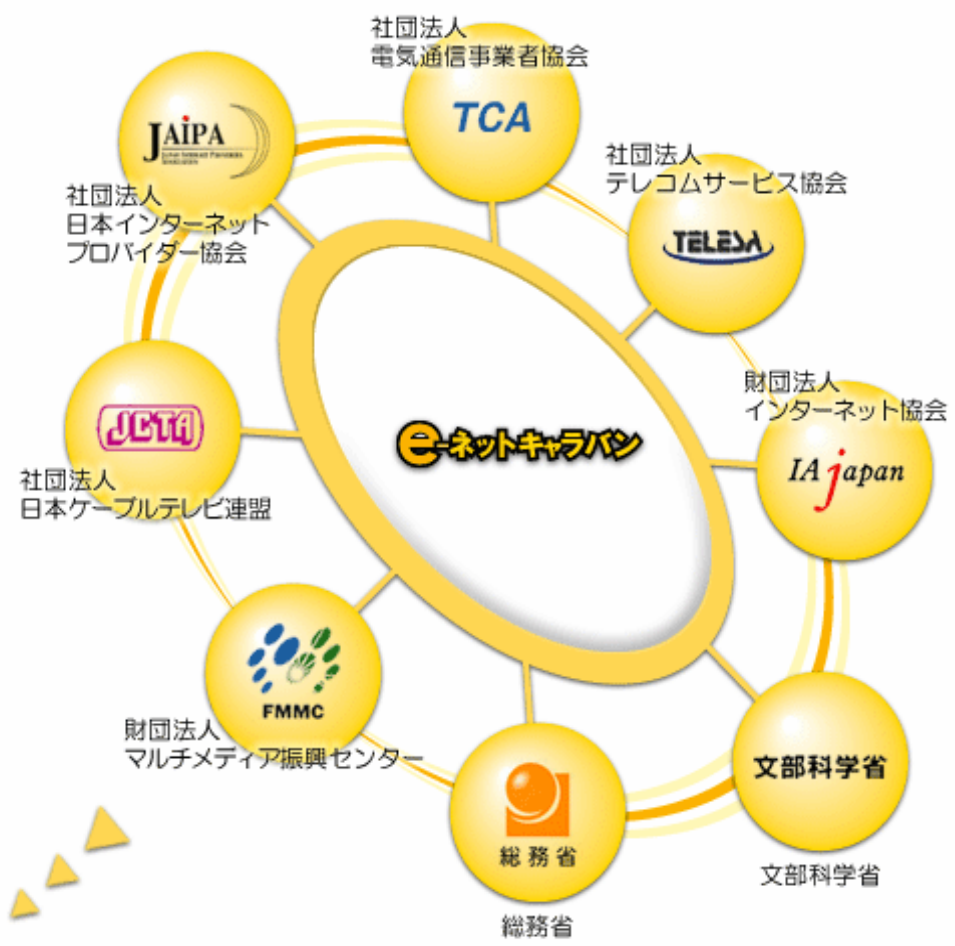 社団法人
電気通信事業者協会
TCA
JAIPA
JAPAN INTERNET PROVIDERS
ASSOCIATION
社団法人
日本インターネット
プロバイダー協会
社団法人
テレコムサービス協会
TELESA
財団法人
インターネット協会
IAjapan
e-ネットキャラバン
JCTA
社団法人
日本ケーブルテレビ連盟
FMMC
財団法人
マルチメディア振興センター
総務省
総務省
文部科学省
文部科学省